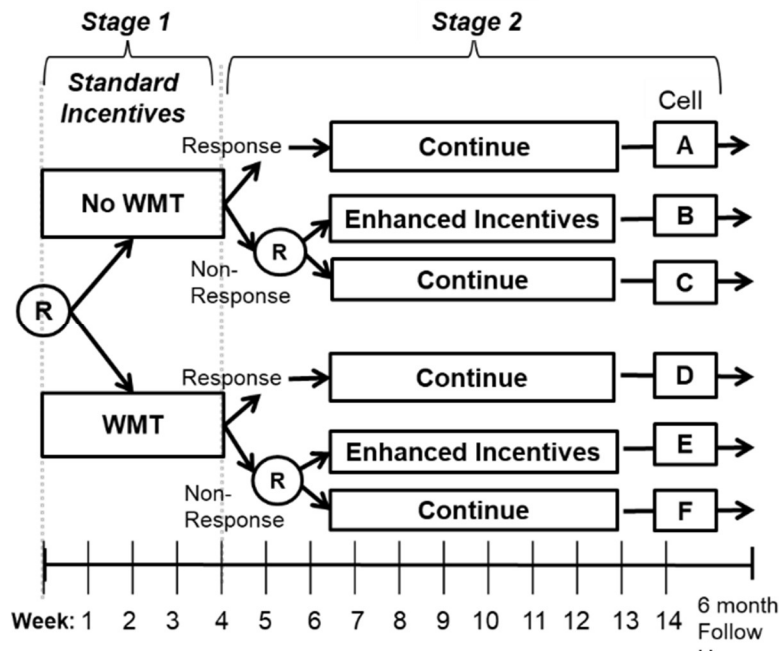 Stage 1
Stage 2
Standard
Incentives
Cell
Response
Continue
A
No WMT
Enhanced Incentives
B
R
Non-
Response
Continue
C
R
Response
Continue
D
WMT
Enhanced Incentives
E
R
Non-
Response
Continue
F
Week: 1 2 3 4 5 6 7 8 9 10 11 12 13 14
6 month
Follow